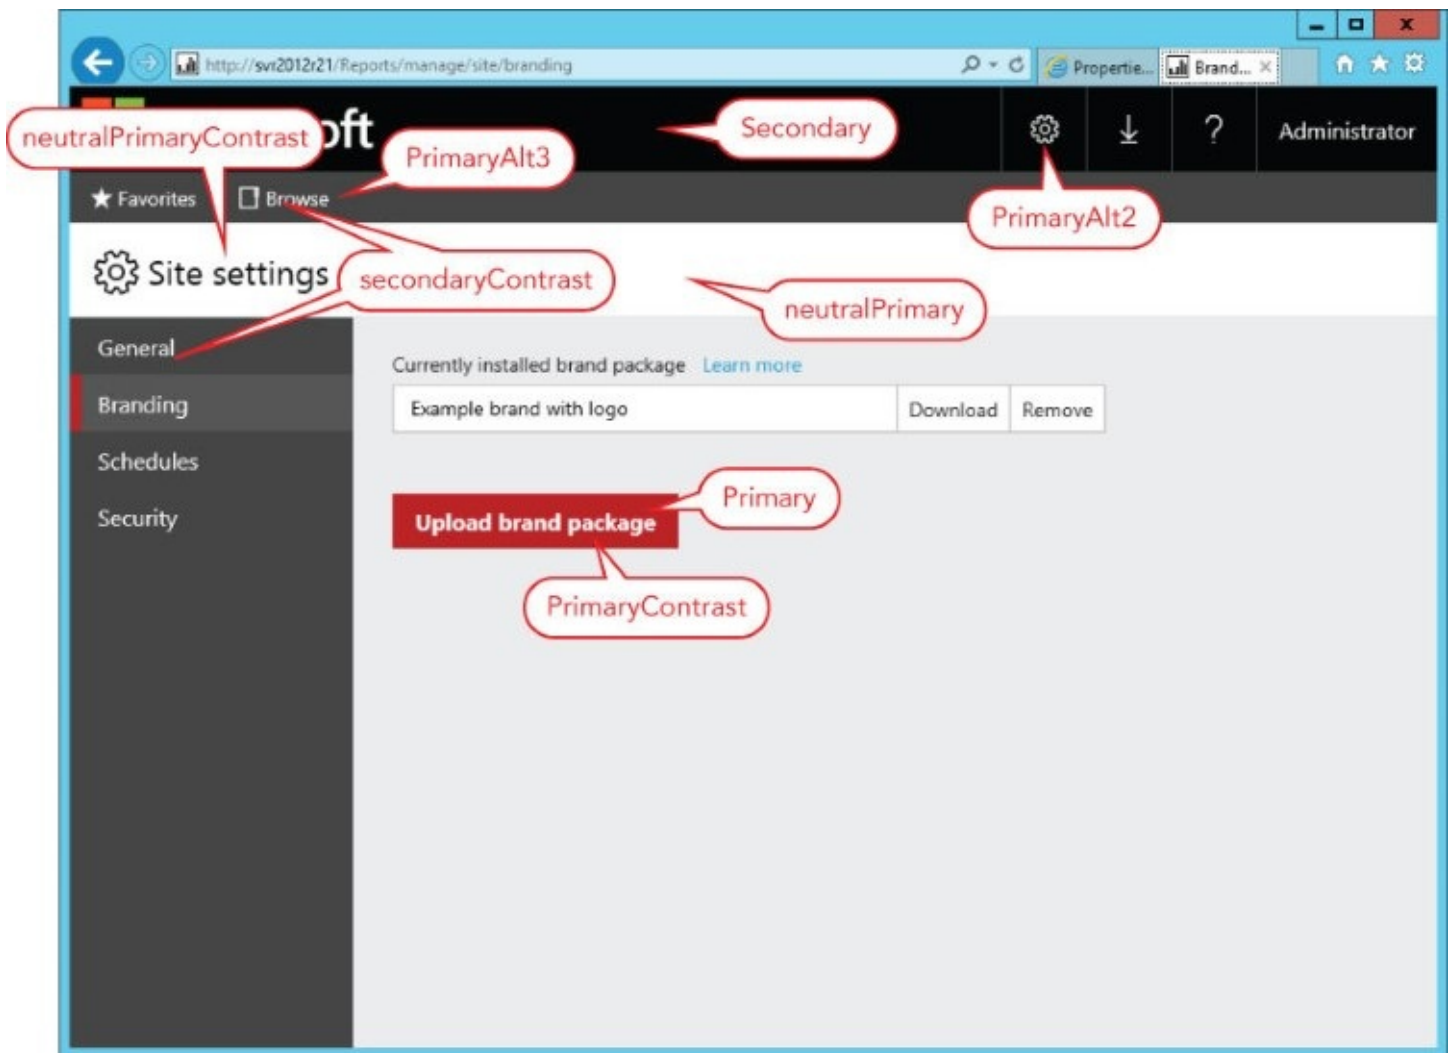 http://svr2012r21/Reports/manage/site/branding
Propertie...
Brand...
neutralPrimaryContrast
oft
Secondary
Administrator
PrimaryAlt3
Favorites
Browse
PrimaryAlt2
Site settings
secondaryContrast
neutralPrimary
General
Currently installed brand package Learn more
Branding
Example brand with logo
Download
Remove
Schedules
Primary
Security
Upload brand package
PrimaryContrast